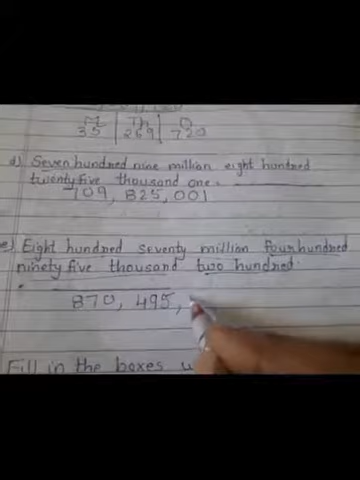 M | Th | O
35 | 269 | 720
d) Seven hundred nine million eight hundred
twenty five thousand one.
709, 825, 001
e) Eight hundred seventy million four hundred
ninety five thousand two hundred.
870, 495,
Fill in the boxes